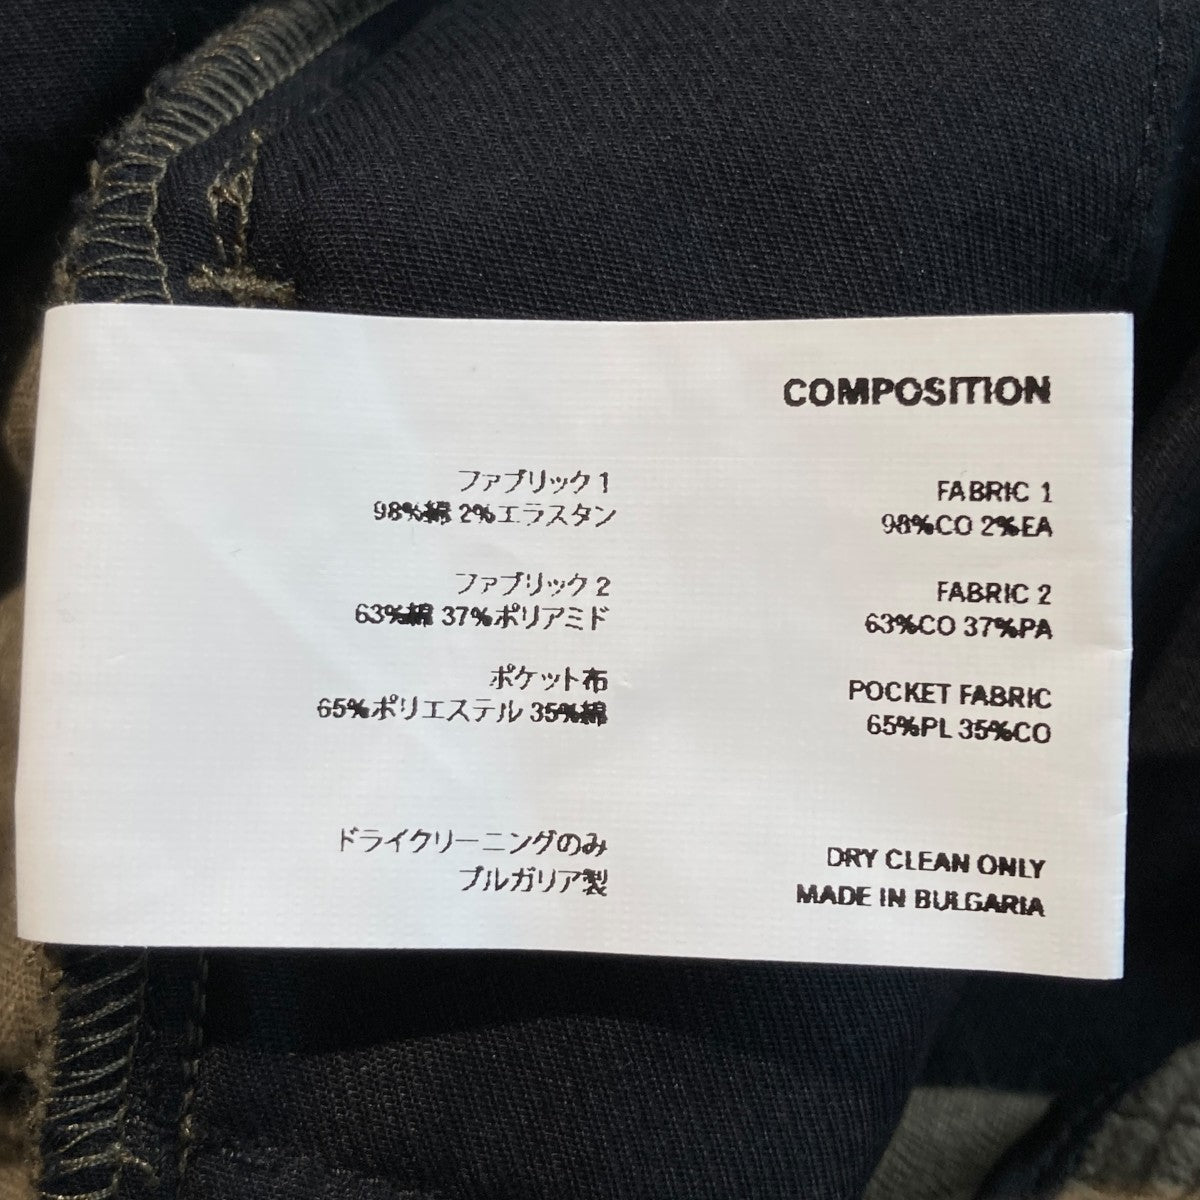 COMPOSITION
ファブリック 1
98%綿 2%エラスタン
ファブリック 2
63%綿 37%ポリアミド
ポケット布
65%ポリエステル 35%綿
ドライクリーニングのみ
ブルガリア製
FABRIC 1
98%CO 2%EA
FABRIC 2
63%CO 37%PA
POCKET FABRIC
65%PL 35%CO
DRY CLEAN ONLY
MADE IN BULGARIA